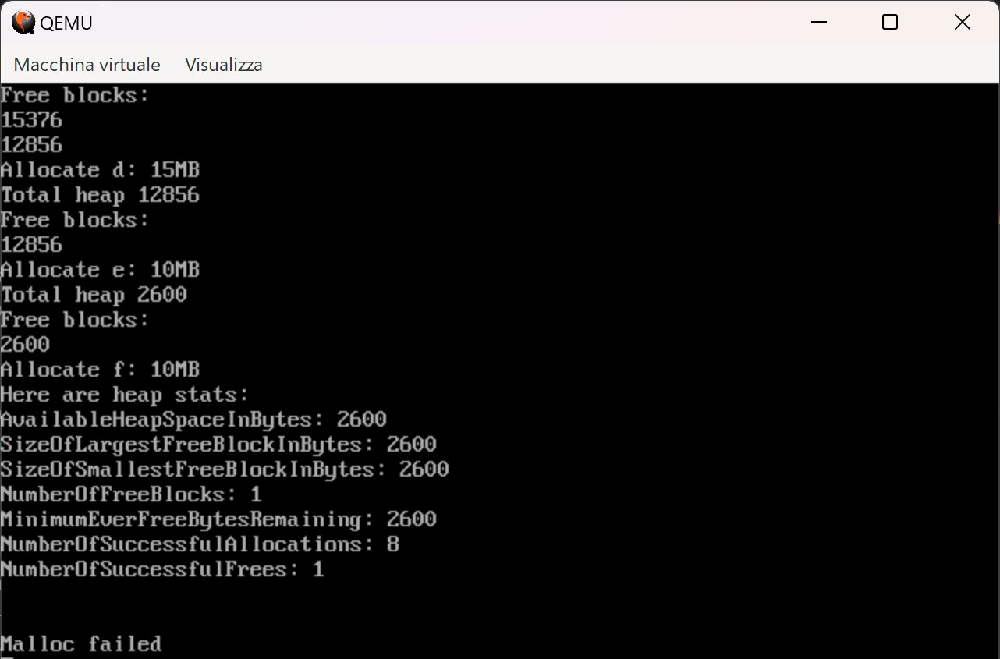 QEMU
Macchina virtuale Visualizza
Free blocks:
15376
12856
Allocate d: 15MB
Total heap 12856
Free blocks:
12856
Allocate e: 10MB
Total heap 2600
Free blocks:
2600
Allocate f: 10MB
Here are heap stats:
AvailableHeapSpaceInBytes: 2600
SizeOfLargestFreeBlockInBytes: 2600
SizeOfSmallestFreeBlockInBytes: 2600
NumberOfFreeBlocks: 1
MinimumEverFreeBytesRemaining: 2600
NumberOfSuccessfulAllocations: 8
NumberOfSuccessfulFrees: 1
Malloc failed